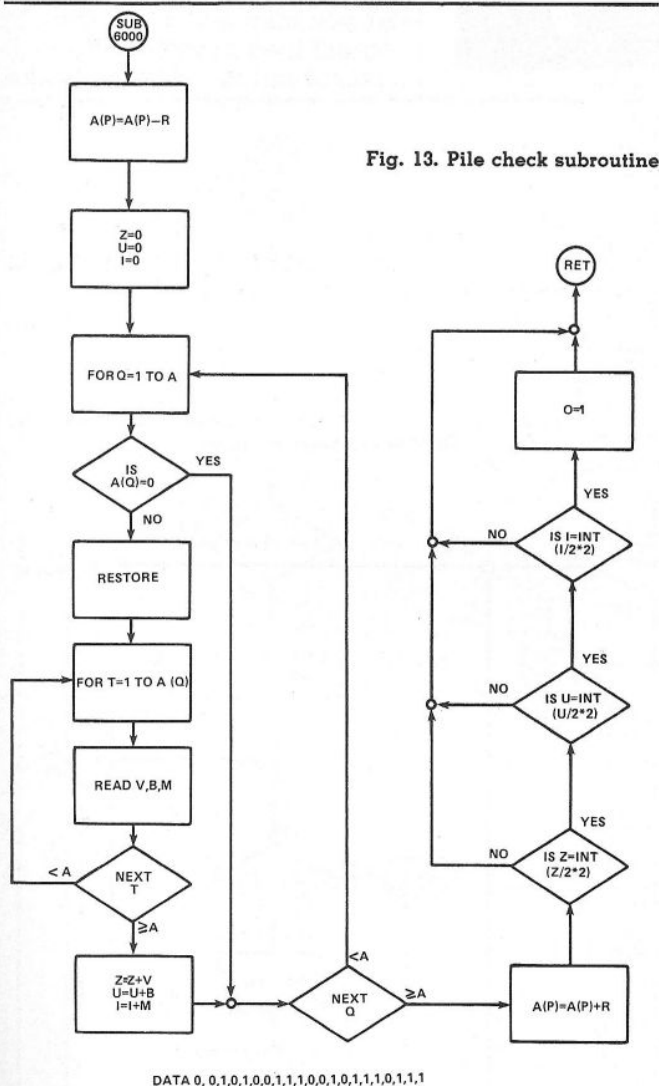 SUB
6000
A(P)=A(P)−R
Fig. 13. Pile check subroutine
Z=0
U=0
I=0
FOR Q=1 TO A
IS
A(Q)=0
YES
NO
RESTORE
FOR T=1 TO A (Q)
READ V,B,M
NEXT
T
<A
≥A
Z=Z+V
U=U+B
I=I+M
NEXT
Q
<A
≥A
A(P)=A(P)+R
IS Z=INT
(Z/2*2)
NO
YES
IS U=INT
(U/2*2)
NO
YES
IS I=INT
(I/2*2)
NO
YES
O=1
RET
DATA 0, 0,1,0,1,0,0,1,1,1,0,0,1,0,1,1,1,0,1,1,1